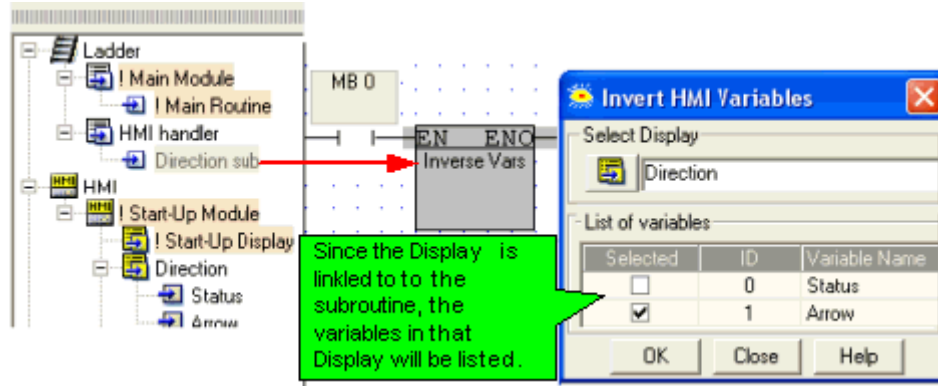 Ladder
! Main Module
! Main Routine
HMI handler
Direction sub
HMI
HMI
HMI
! Start-Up Module
! Start-Up Display
Direction
Status
Arrow
MB 0
EN ENO
Inverse Vars
Since the Display is
linkled to to the
subroutine, the
variables in that
Display will be listed.
Invert HMI Variables
Select Display
Direction
List of variables
Selected ID Variable Name
0 Status
1 Arrow
OK Close Help